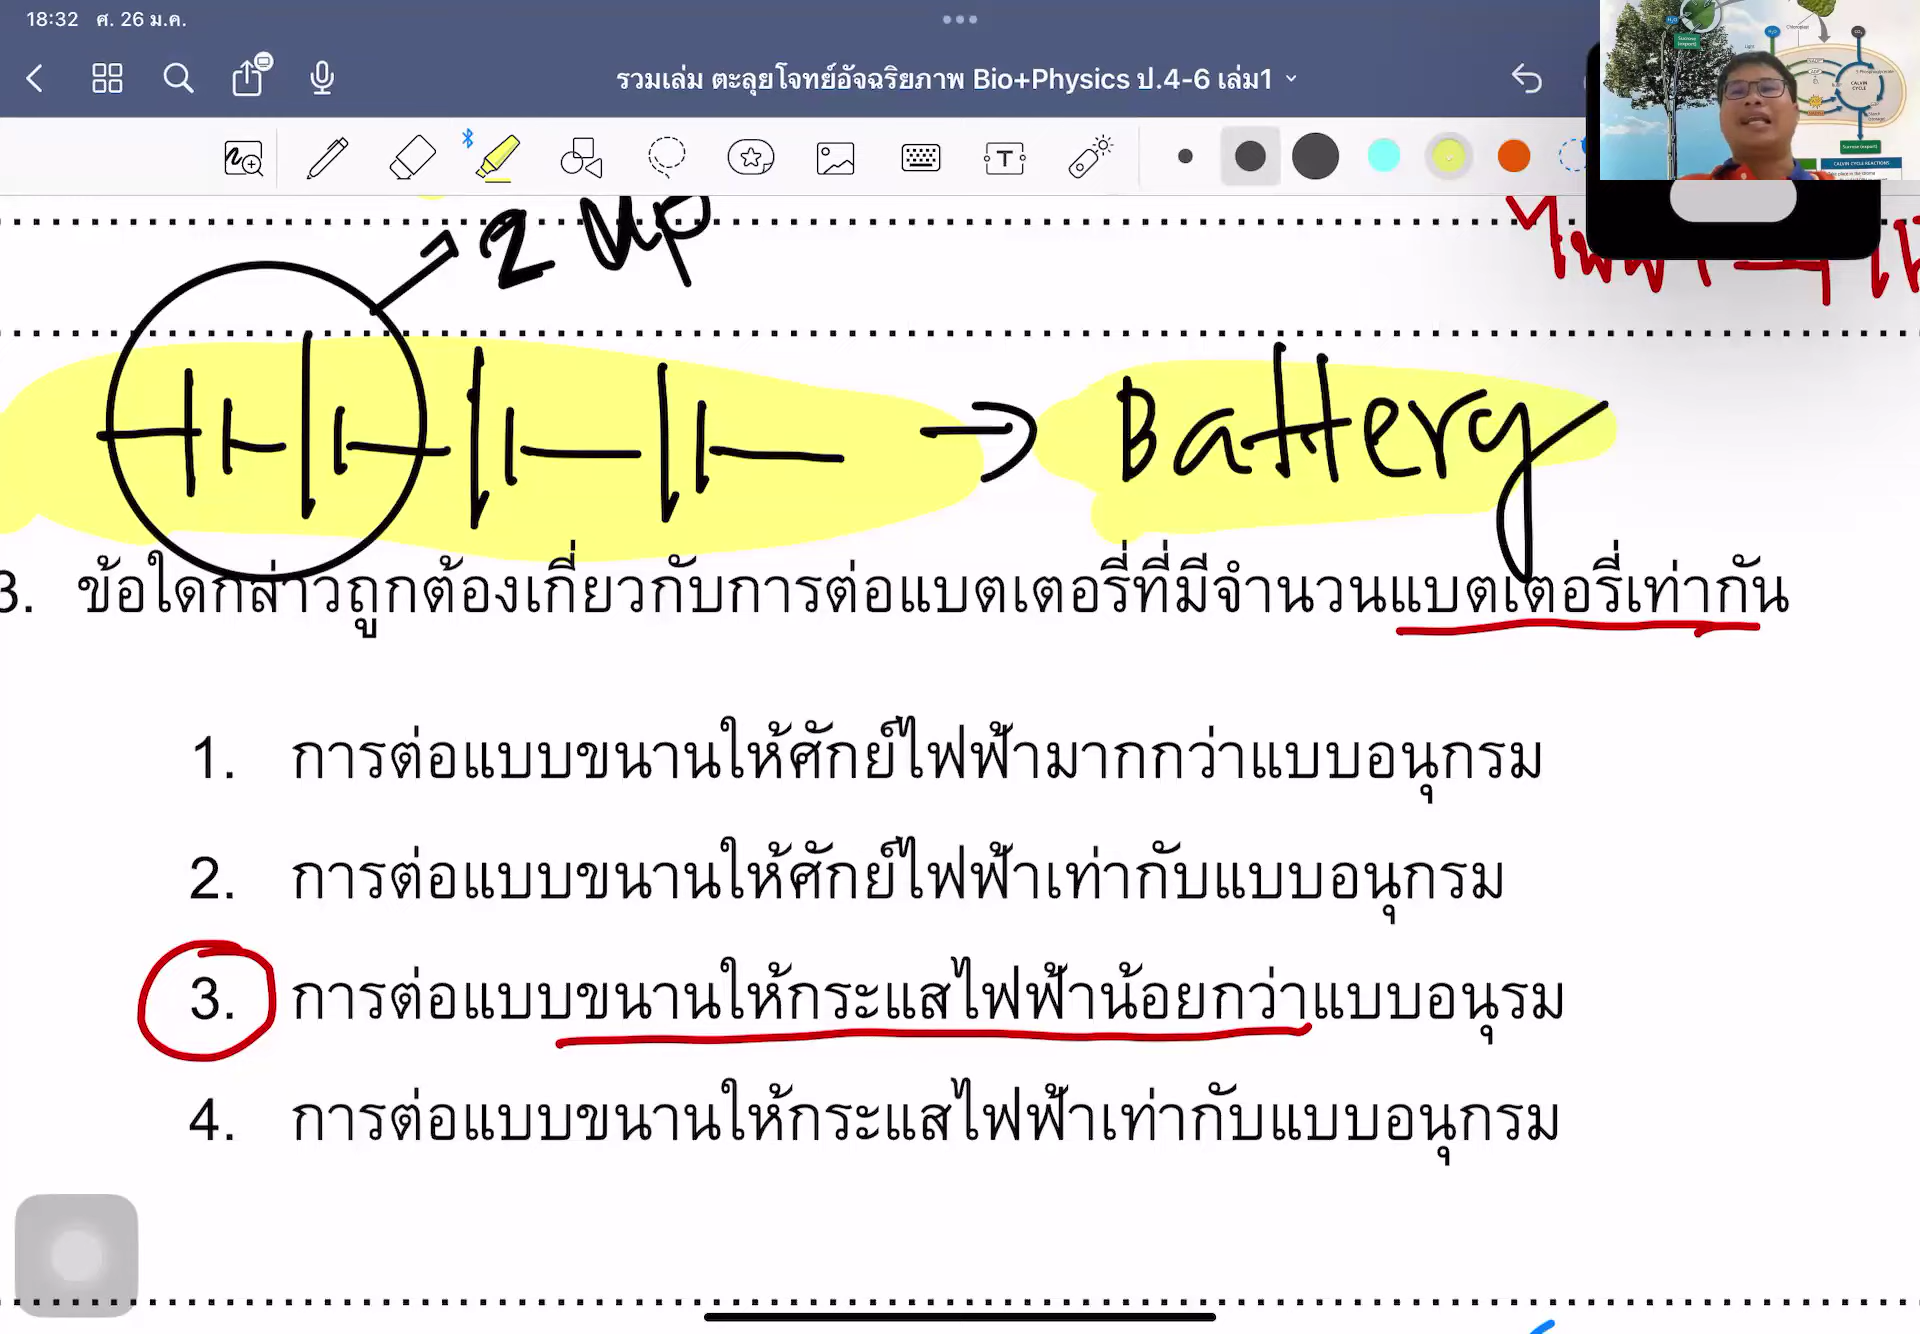 18:32 ศ. 26 ม.ค.
รวมเล่ม ตะลุยโจทย์อัจฉริยภาพ Bio+Physics ป.4-6 เล่ม1
2
Battery
3. ข้อใดกล่าวถูกต้องเกี่ยวกับการต่อแบตเตอรี่ที่มีจำนวนแบตเตอรี่เท่ากัน
1. การต่อแบบขนานให้ศักย์ไฟฟ้ามากกว่าแบบอนุกรม
2. การต่อแบบขนานให้ศักย์ไฟฟ้าเท่ากับแบบอนุกรม
3. การต่อแบบขนานให้กระแสไฟฟ้าน้อยกว่าแบบอนุรม
4. การต่อแบบขนานให้กระแสไฟฟ้าเท่ากับแบบอนุกรม